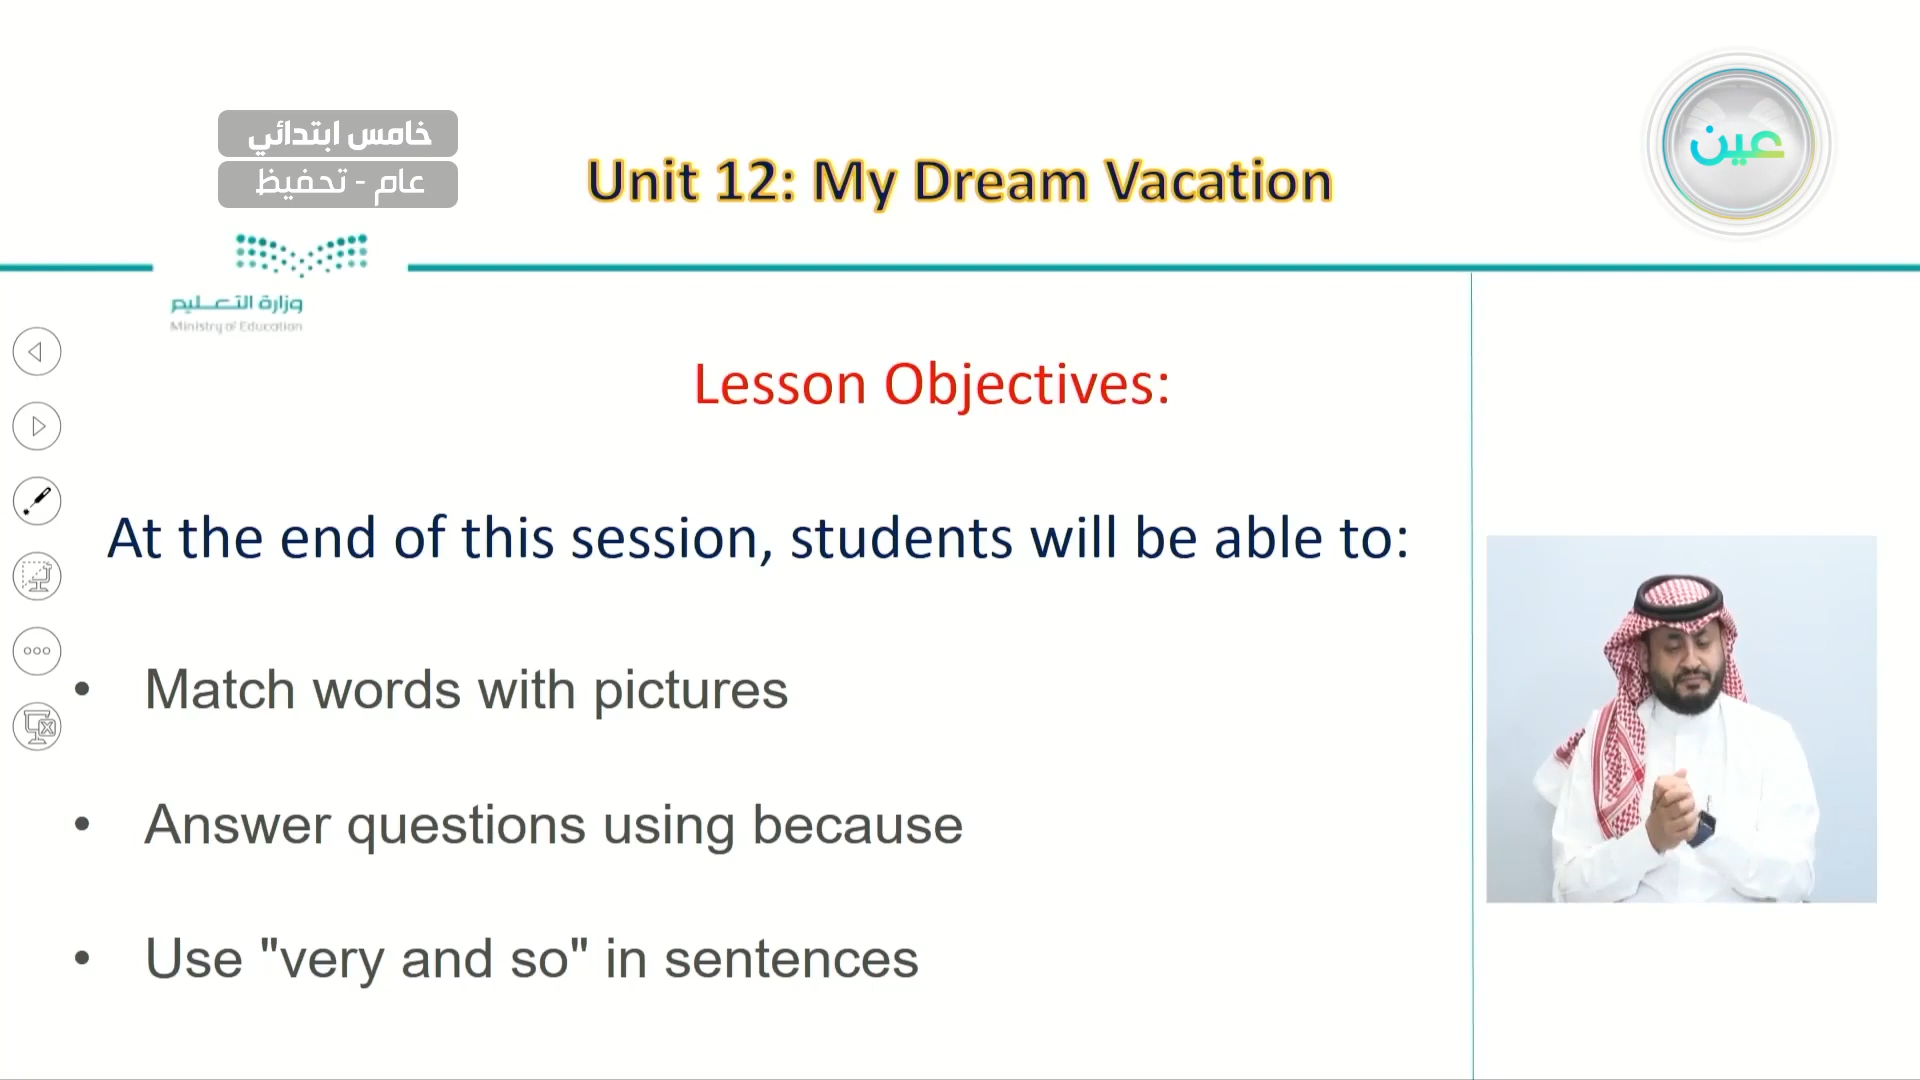 خامس ابتدائي
عام - تحفيظ
Unit 12: My Dream Vacation
عين
وزارة التعليم
Ministry of Education
Lesson Objectives:
At the end of this session, students will be able to:
• Match words with pictures
• Answer questions using because
• Use "very and so" in sentences